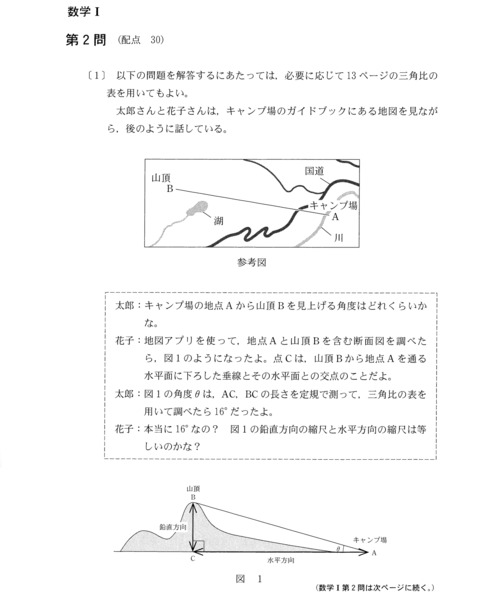 数学Ⅰ
第２問 （配点 30）
〔１〕 以下の問題を解答するにあたっては，必要に応じて13ページの三角比の
表を用いてもよい。
太郎さんと花子さんは，キャンプ場のガイドブックにある地図を見なが
ら，後のように話している。
国道
山頂
B
キャンプ場
A
湖
川
参考図
太郎：キャンプ場の地点Aから山頂Bを見上げる角度はどれくらいか
な。
花子：地図アプリを使って，地点Aと山頂Bを含む断面図を調べた
ら，図１のようになったよ。点Cは，山頂Bから地点Aを通る
水平面に下ろした垂線とその水平面との交点のことだよ。
太郎：図１の角度θは，AC，BCの長さを定規で測って，三角比の表を
用いて調べたら16°だったよ。
花子：本当に16°なの？ 図１の鉛直方向の縮尺と水平方向の縮尺は等
しいのかな？
山頂
B
鉛直方向
キャンプ場
θ
C
水平方向
A
図 １
（数学Ⅰ第２問は次ページに続く。）